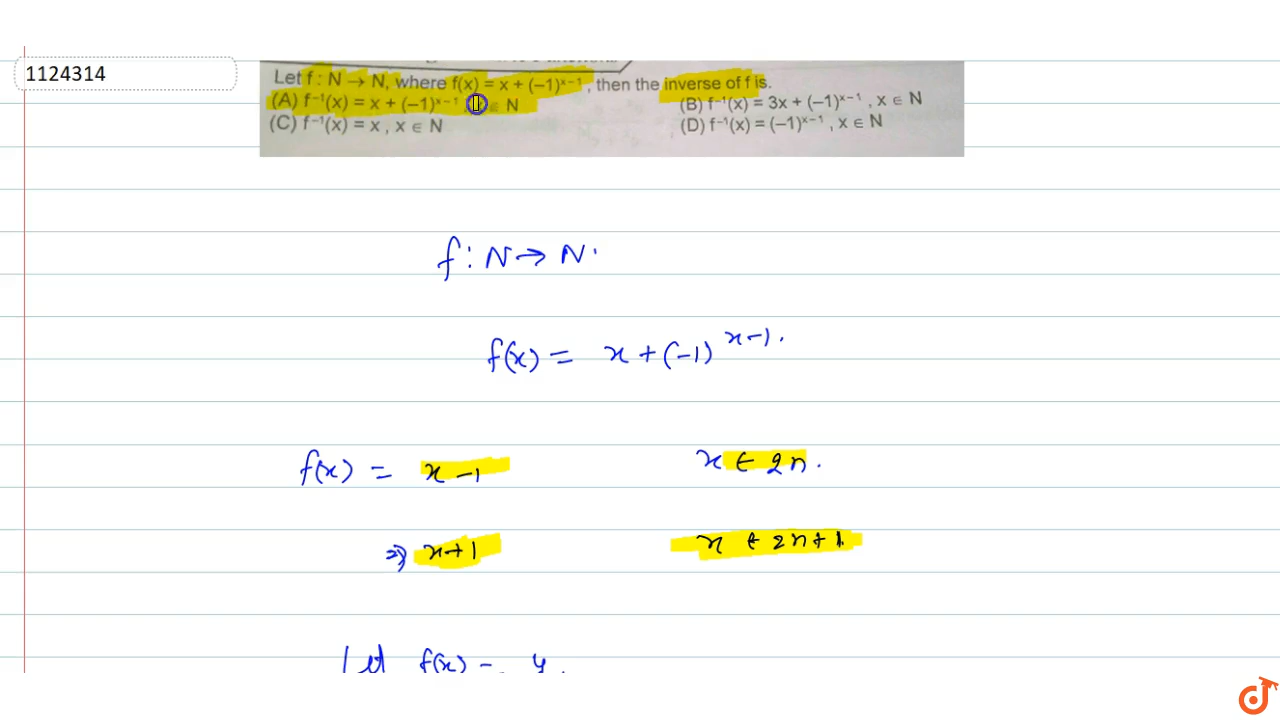 1124314
Let f : N → N, where f(x) = x + (−1)ˣ⁻¹ , then the inverse of f is.
(A) f⁻¹(x) = x + (−1)ˣ⁻¹ ∈ N (B) f⁻¹(x) = 3x + (−1)ˣ⁻¹ , x ∈ N
(C) f⁻¹(x) = x , x ∈ N (D) f⁻¹(x) = (−1)ˣ⁻¹ , x ∈ N
f : N → N.
f(x) = x + (−1)ˣ⁻¹.
f(x) = x −1 x ∈ 2n.
⇒ x+1 x ∈ 2n+1.
Let f(x) = y.